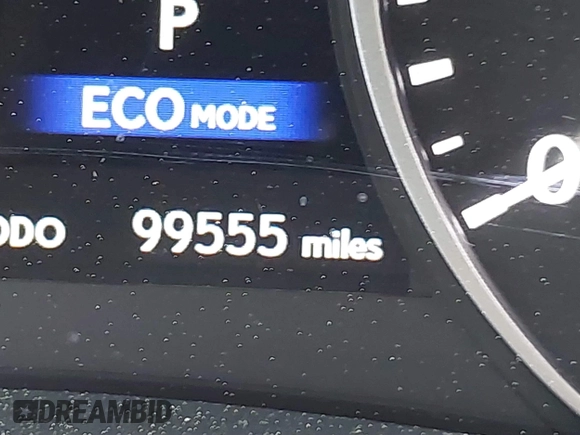 P
ECO MODE
ODO 99555 miles
0
DREAMBID